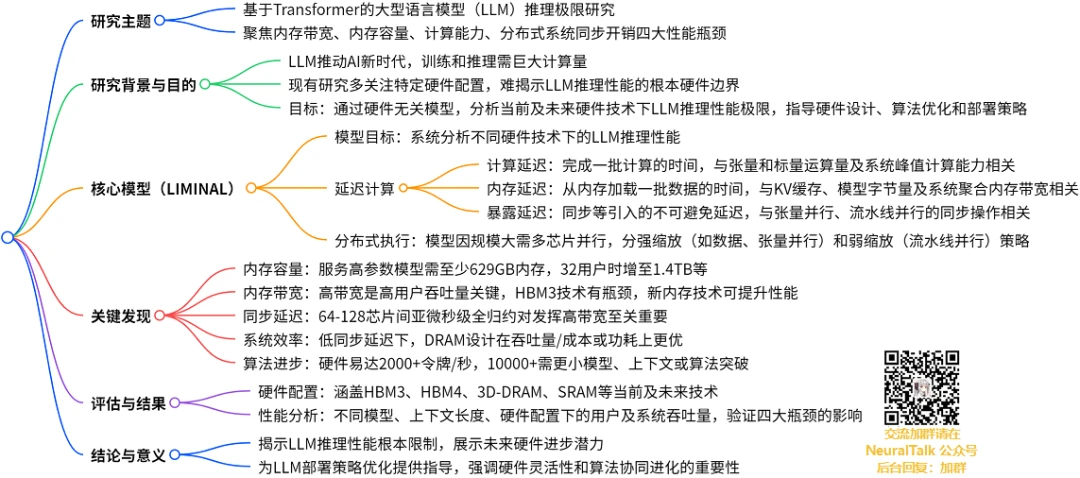 研究主题
基于Transformer的大型语言模型（LLM）推理极限研究
聚焦内存带宽、内存容量、计算能力、分布式系统同步开销四大性能瓶颈
研究背景与目的
LLM推动AI新时代，训练和推理需巨大计算量
现有研究多关注特定硬件配置，难揭示LLM推理性能的根本硬件边界
目标：通过硬件无关模型，分析当前及未来硬件技术下LLM推理性能极限，指导硬件设计、算法优化和部署策略
核心模型（LIMINAL）
模型目标：系统分析不同硬件技术下的LLM推理性能
延迟计算
计算延迟：完成一批计算的时间，与张量和标量运算量及系统峰值计算能力相关
内存延迟：从内存加载一批数据的时间，与KV缓存、模型字节量及系统聚合内存带宽相关
暴露延迟：同步等引入的不可避免延迟，与张量并行、流水线并行的同步操作相关
分布式执行：模型因规模大需多芯片并行，分强缩放（如数据、张量并行）和弱缩放（流水线并行）策略
关键发现
内存容量：服务高参数模型需至少629GB内存，32用户时增至1.4TB等
内存带宽：高带宽是高用户吞吐量关键，HBM3技术有瓶颈，新内存技术可提升性能
同步延迟：64-128芯片间亚微秒级全归约对发挥高带宽至关重要
系统效率：低同步延迟下，DRAM设计在吞吐量/成本或功耗上更优
算法进步：硬件易达2000+令牌/秒，10000+需更小模型、上下文或算法突破
评估与结果
硬件配置：涵盖HBM3、HBM4、3D-DRAM、SRAM等当前及未来技术
性能分析：不同模型、上下文长度、硬件配置下的用户及系统吞吐量，验证四大瓶颈的影响
结论与意义
揭示LLM推理性能根本限制，展示未来硬件进步潜力
为LLM部署策略优化提供指导，强调硬件灵活性和算法协同进化的重要性
交流加群请在
NeuralTalk 公众号
后台回复：加群